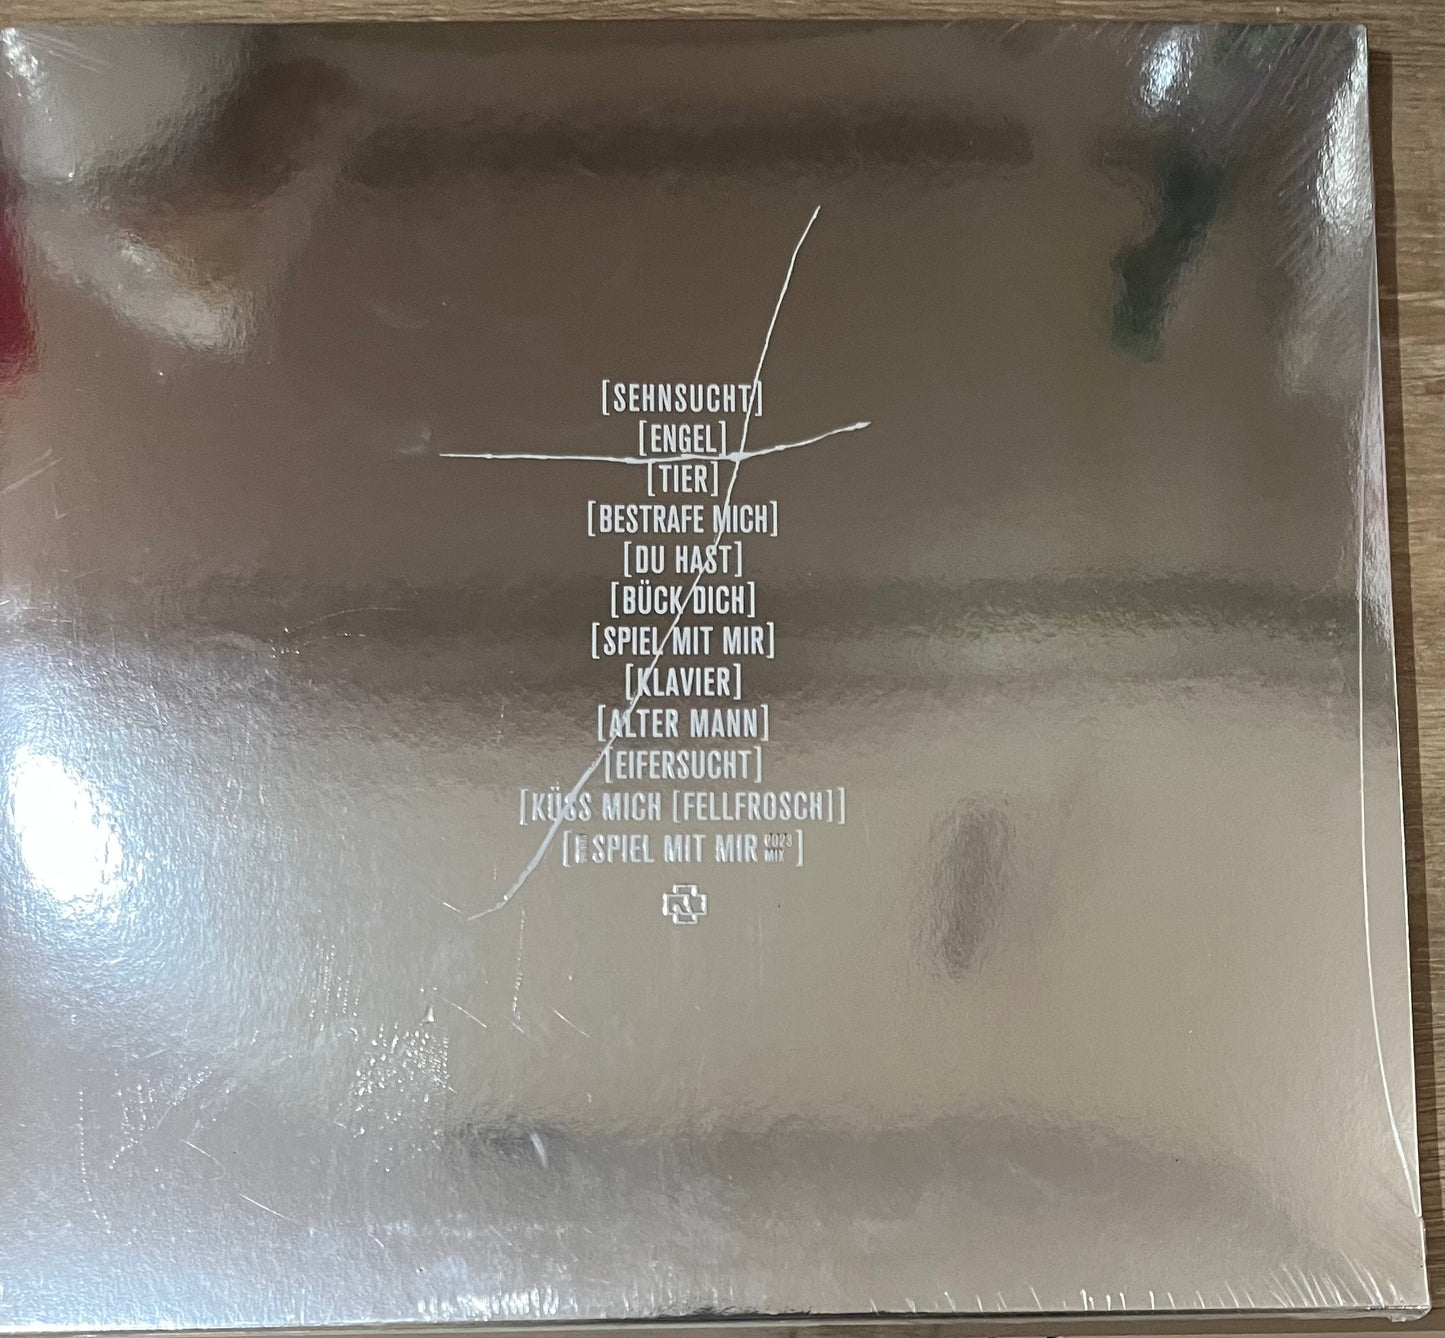 [SEHNSUCHT]
[ENGEL]
[TIER]
[BESTRAFE MICH]
[DU HAST]
[BÜCK DICH]
[SPIEL MIT MIR]
[KLAVIER]
[ALTER MANN]
[EIFERSUCHT]
[KÜSS MICH [FELLFROSCH]]
[SPIEL MIT MIR 2023 MIX]